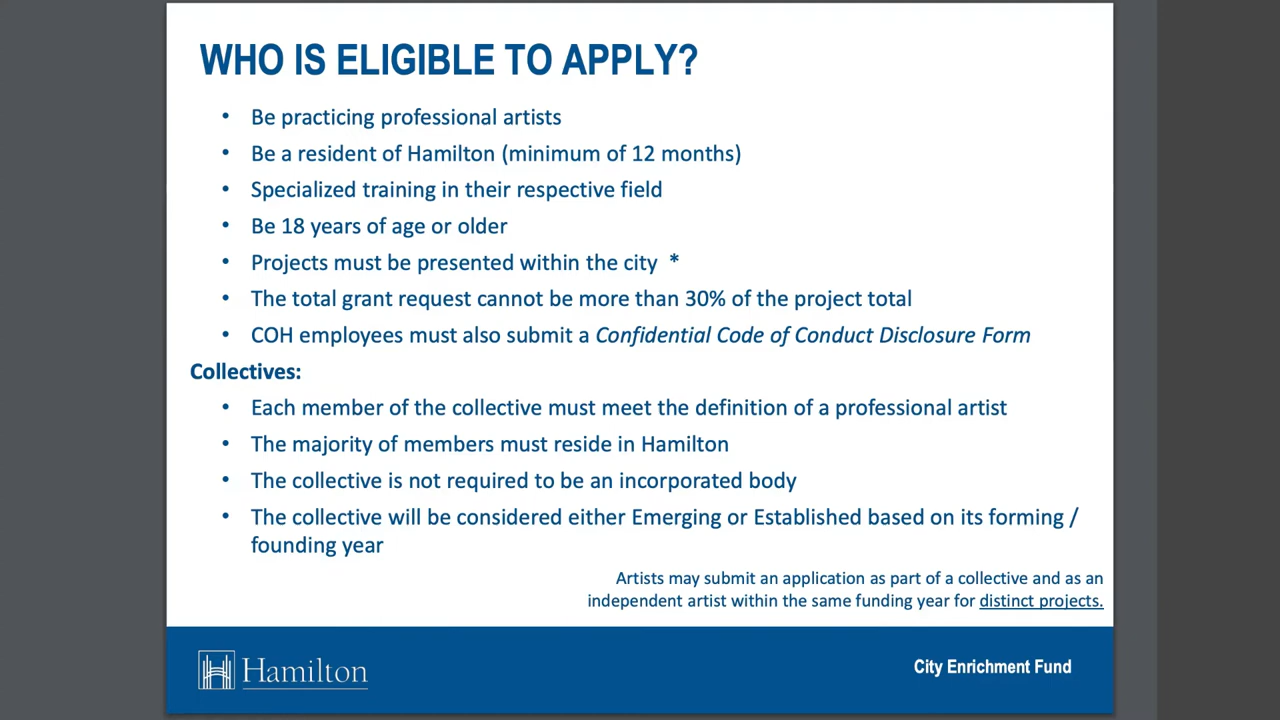 WHO IS ELIGIBLE TO APPLY?
• Be practicing professional artists
• Be a resident of Hamilton (minimum of 12 months)
• Specialized training in their respective field
• Be 18 years of age or older
• Projects must be presented within the city *
• The total grant request cannot be more than 30% of the project total
• COH employees must also submit a Confidential Code of Conduct Disclosure Form
Collectives:
• Each member of the collective must meet the definition of a professional artist
• The majority of members must reside in Hamilton
• The collective is not required to be an incorporated body
• The collective will be considered either Emerging or Established based on its forming /
founding year
Artists may submit an application as part of a collective and as an
independent artist within the same funding year for distinct projects.
Hamilton
City Enrichment Fund